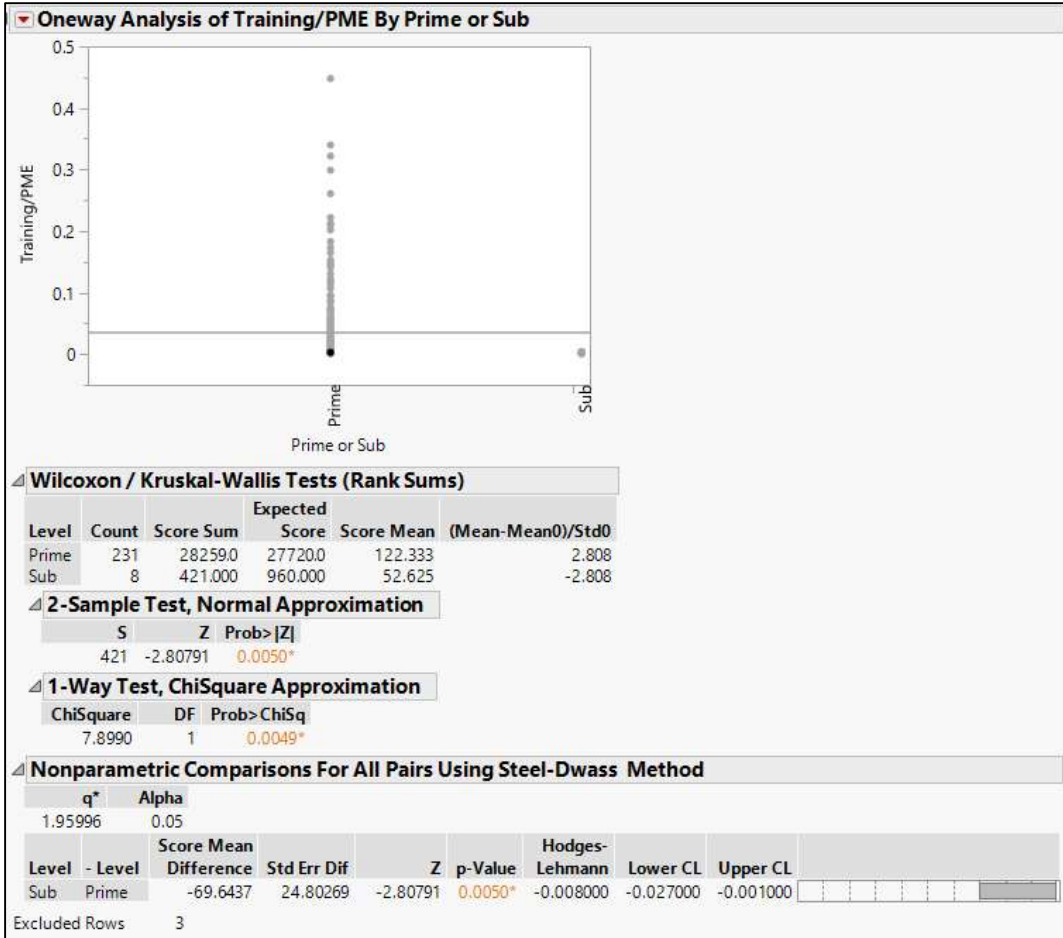 Oneway Analysis of Training/PME By Prime or Sub
0.5
0.4
0.3
0.2
0.1
0
Training/PME
Prime
Sub
Prime or Sub
Wilcoxon / Kruskal-Wallis Tests (Rank Sums)
Expected
Level Count Score Sum Score Score Mean (Mean-Mean0)/Std0
Prime 231 28259.0 27720.0 122.333 2.808
Sub 8 421.000 960.000 52.625 -2.808
2-Sample Test, Normal Approximation
S Z Prob>|Z|
421 -2.80791 0.0050*
1-Way Test, ChiSquare Approximation
ChiSquare DF Prob>ChiSq
7.8990 1 0.0049*
Nonparametric Comparisons For All Pairs Using Steel-Dwass Method
q* Alpha
1.95996 0.05
Score Mean Hodges-
Level - Level Difference Std Err Dif Z p-Value Lehmann Lower CL Upper CL
Sub Prime -69.6437 24.80269 -2.80791 0.0050* -0.008000 -0.027000 -0.001000
Excluded Rows 3